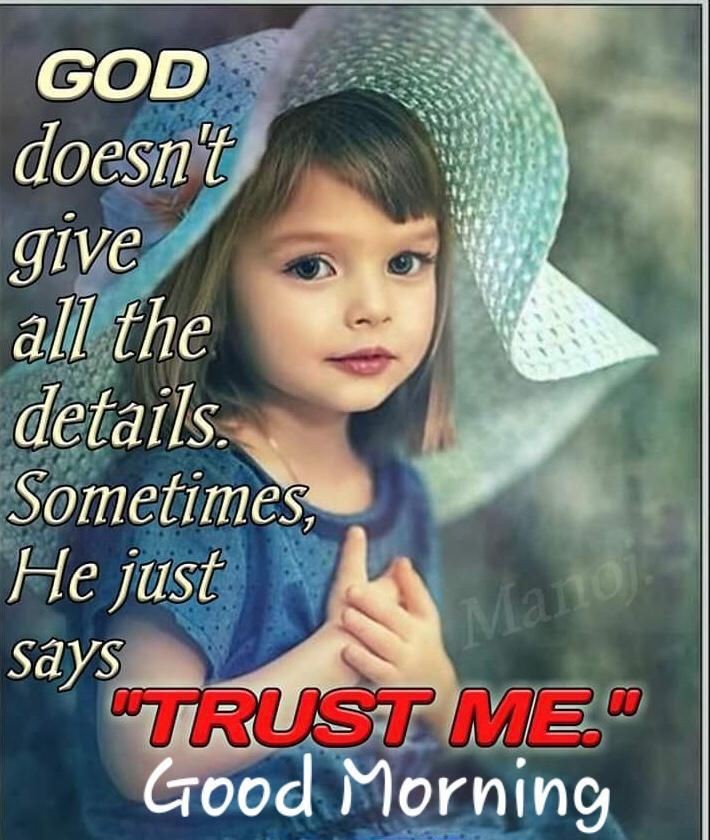 GOD
doesn't
give
all the
details.
Sometimes,
He just
says
"TRUST ME."
Good Morning
Manoj.